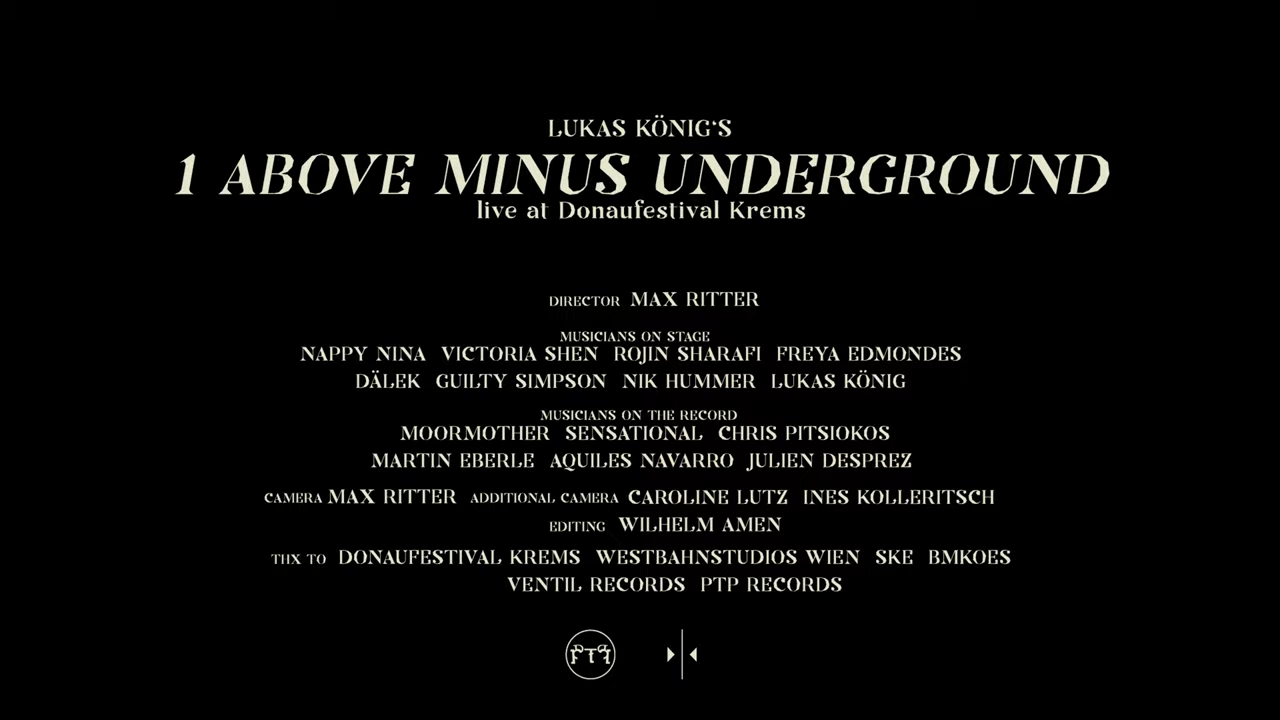 LUKAS KÖNIG‘S
1 ABOVE MINUS UNDERGROUND
live at Donaufestival Krems
DIRECTOR MAX RITTER
MUSICIANS ON STAGE
NAPPY NINA VICTORIA SHEN ROJIN SHARAFI FREYA EDMONDES
DÄLEK GUILTY SIMPSON NIK HUMMER LUKAS KÖNIG
MUSICIANS ON THE RECORD
MOORMOTHER SENSATIONAL CHRIS PITSIOKOS
MARTIN EBERLE AQUILES NAVARRO JULIEN DESPREZ
CAMERA MAX RITTER ADDITIONAL CAMERA CAROLINE LUTZ INES KOLLERITSCH
EDITING WILHELM AMEN
THX TO DONAUFESTIVAL KREMS WESTBAHNSTUDIOS WIEN SKE BMKOES
VENTIL RECORDS PTP RECORDS
PTP